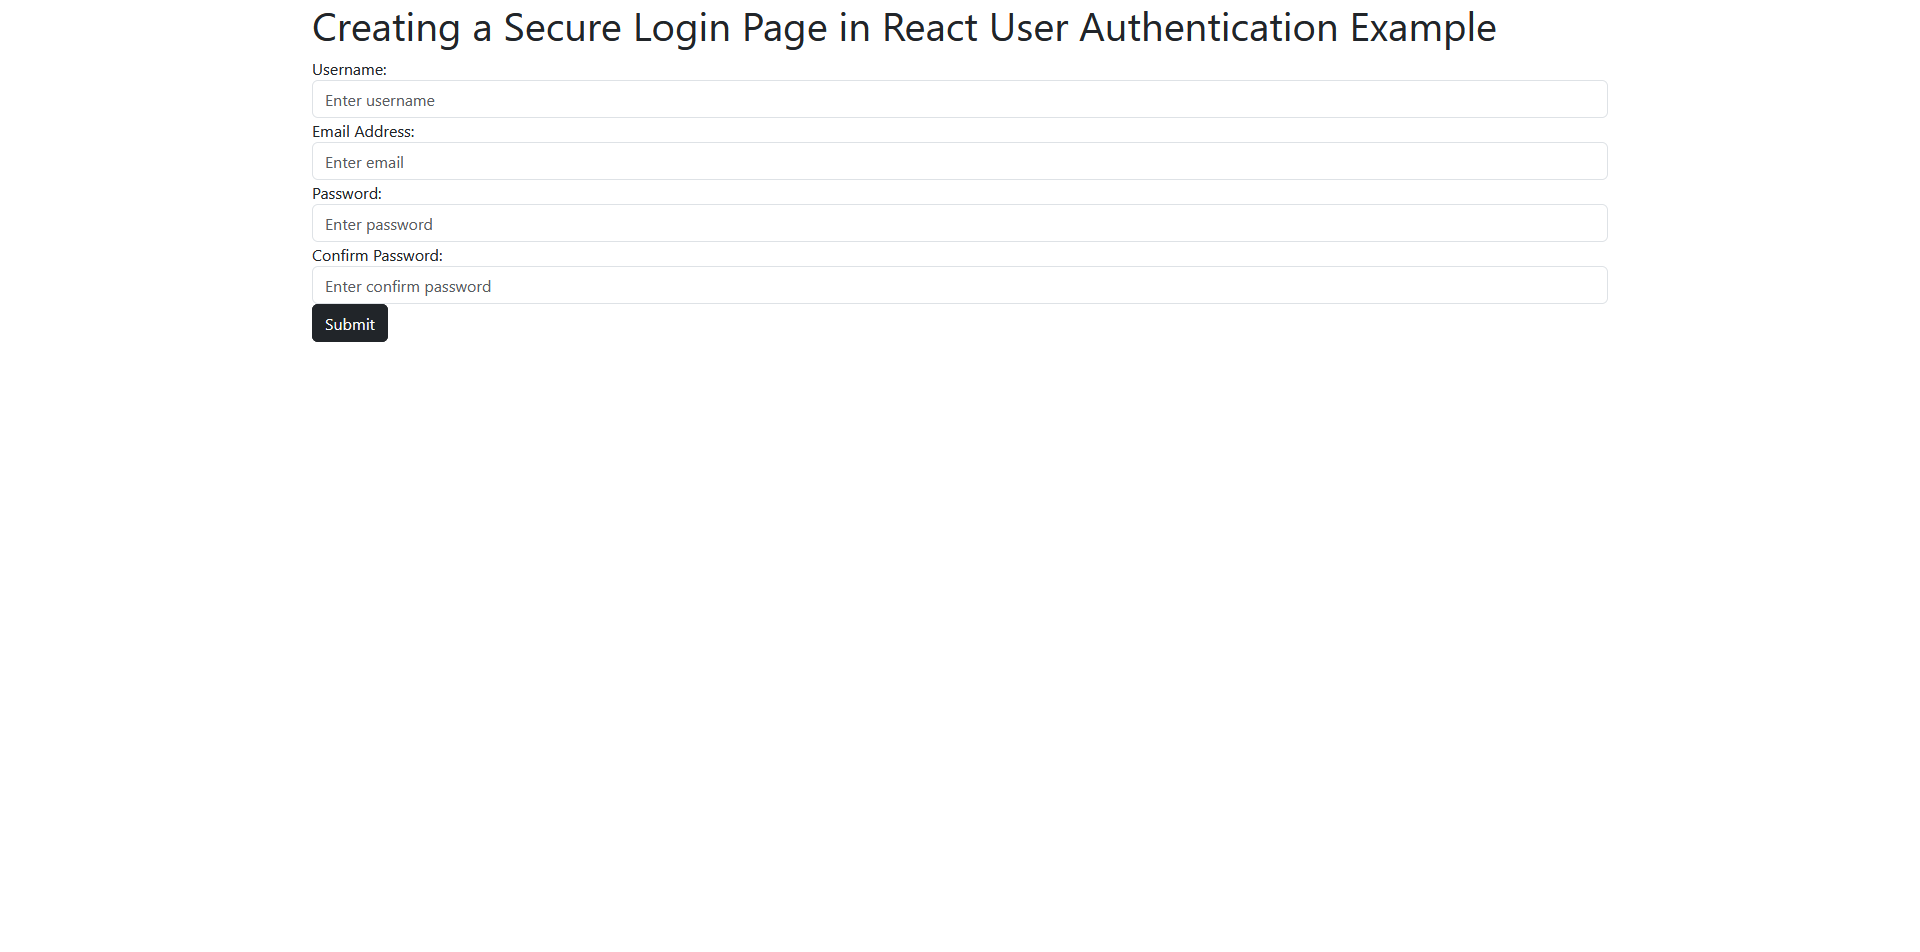 Creating a Secure Login Page in React User Authentication Example
Username:
Enter username
Email Address:
Enter email
Password:
Enter password
Confirm Password:
Enter confirm password
Submit